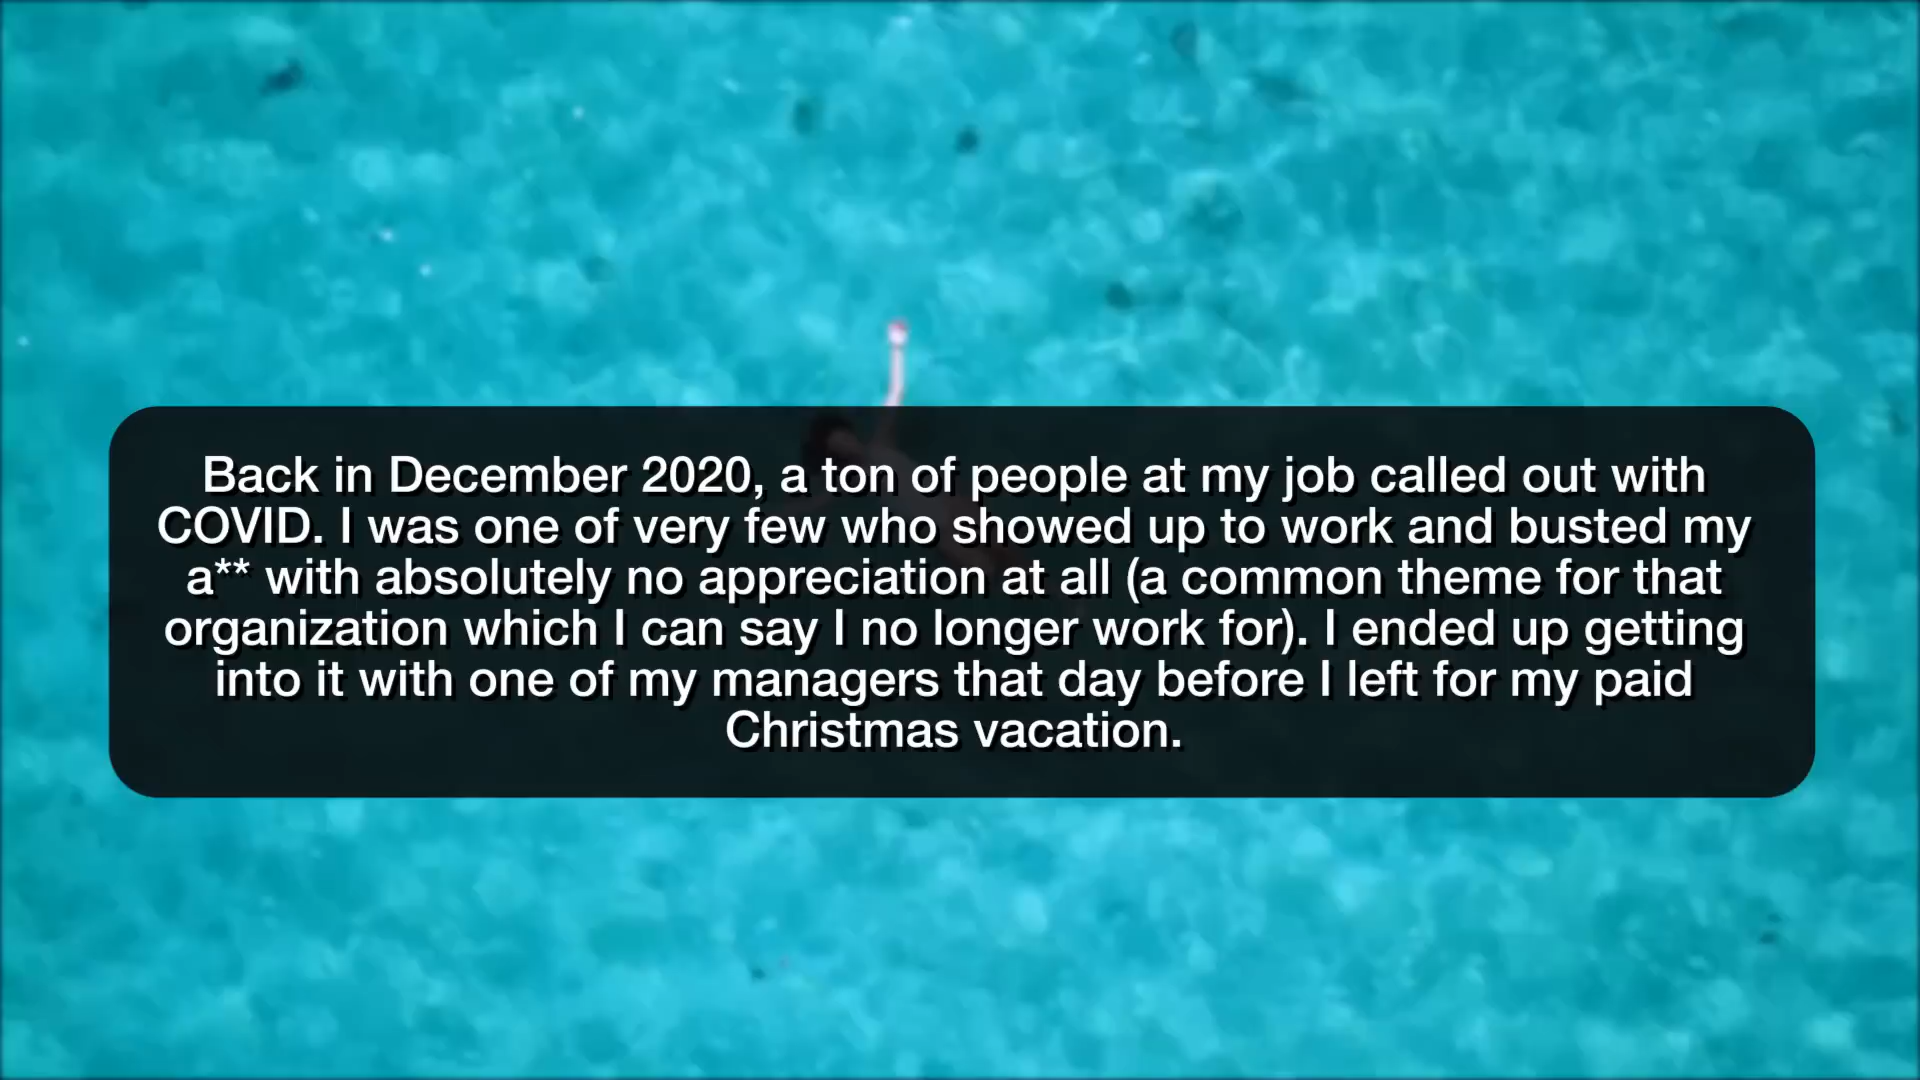 Back in December 2020, a ton of people at my job called out with
COVID. I was one of very few who showed up to work and busted my
a** with absolutely no appreciation at all (a common theme for that
organization which I can say I no longer work for). I ended up getting
into it with one of my managers that day before I left for my paid
Christmas vacation.